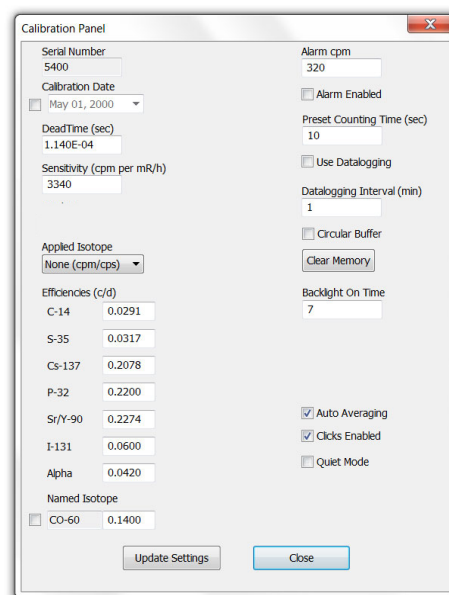 Calibration Panel
Serial Number
5400
Calibration Date
May 01, 2000
DeadTime (sec)
1.140E-04
Sensitivity (cpm per mR/h)
3340
Applied Isotope
None (cpm/cps)
Efficiencies (c/d)
C-14 0.0291
S-35 0.0317
Cs-137 0.2078
P-32 0.2200
Sr/Y-90 0.2274
I-131 0.0600
Alpha 0.0420
Named Isotope
CO-60 0.1400
Alarm cpm
320
Alarm Enabled
Preset Counting Time (sec)
10
Use Datalogging
Datalogging Interval (min)
1
Circular Buffer
Clear Memory
Backlight On Time
7
Auto Averaging
Clicks Enabled
Quiet Mode
Update Settings Close